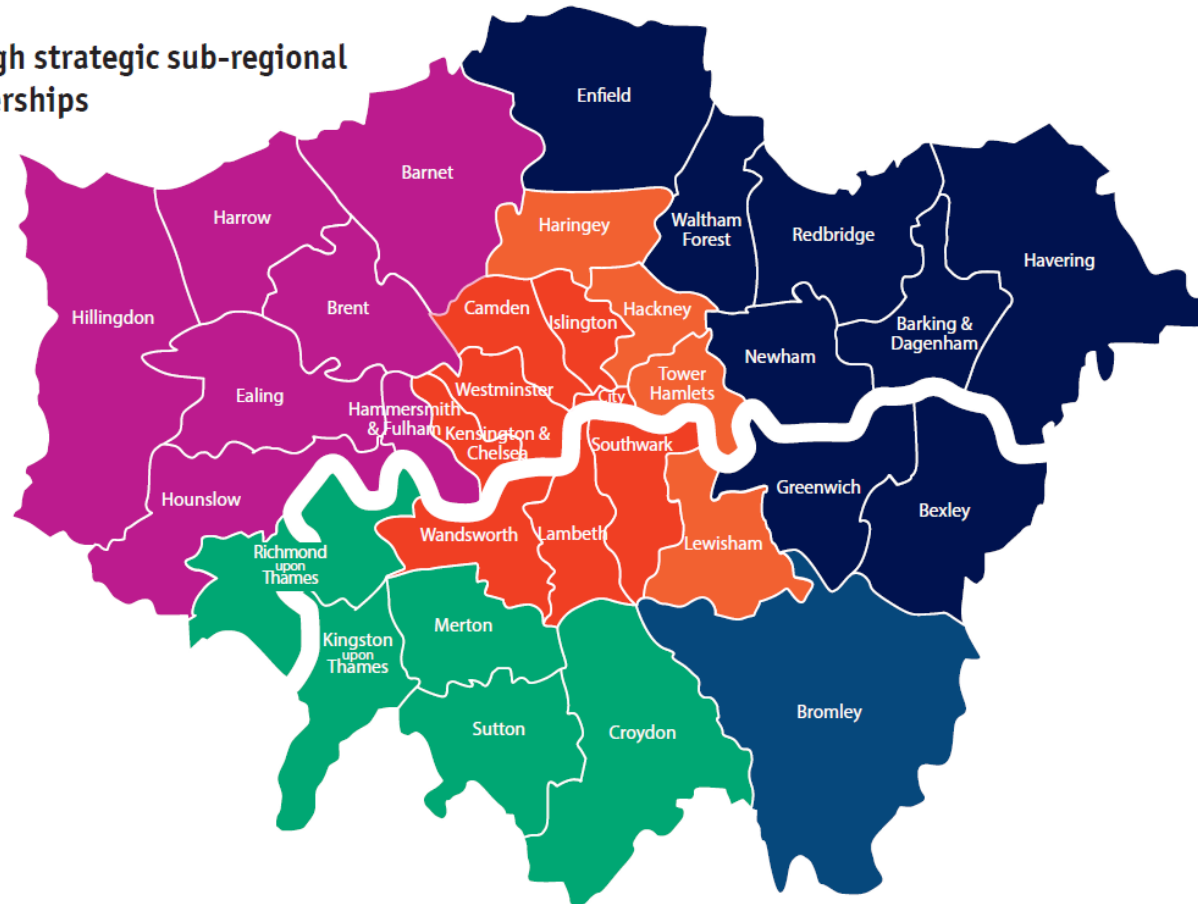 gh strategic sub-regional
erships
Enfield
Barnet
Harrow
Haringey
Waltham
Forest
Redbridge
Havering
Hillingdon
Brent
Camden
Islington
Hackney
Barking &
Dagenham
Newham
Ealing
Westminster
City
Tower
Hamlets
Hammersmith
& Fulham
Kensington &
Chelsea
Southwark
Hounslow
Greenwich
Bexley
Richmond
upon
Thames
Wandsworth
Lambeth
Lewisham
Kingston
upon
Thames
Merton
Sutton
Croydon
Bromley